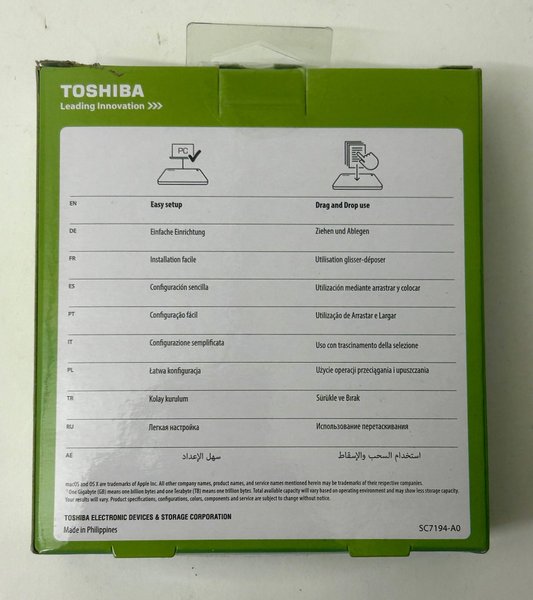 TOSHIBA
Leading Innovation >>>
PC
EN Easy setup Drag and Drop use
DE Einfache Einrichtung Ziehen und Ablegen
FR Installation facile Utilisation glisser-déposer
ES Configuración sencilla Utilización mediante arrastrar y colocar
PT Configuração fácil Utilização de Arrastar e Largar
IT Configurazione semplificata Uso con trascinamento della selezione
PL Łatwa konfiguracja Użycie operacji przeciągania i upuszczania
TR Kolay kurulum Sürükle ve Bırak
RU Легкая настройка Использование перетаскивания
AE سهل الإعداد استخدام السحب والإسقاط
macOS and OS X are trademarks of Apple Inc. All other company names, product names, and service names mentioned herein may be trademarks of their respective companies.
¹ One Gigabyte (GB) means one billion bytes and one Terabyte (TB) means one trillion bytes. Total available capacity will vary based on operating environment and may show less storage capacity.
Your results will vary. Product specifications, configurations, colors, components and service are subject to change without notice.
TOSHIBA ELECTRONIC DEVICES & STORAGE CORPORATION
Made in Philippines SC7194-A0